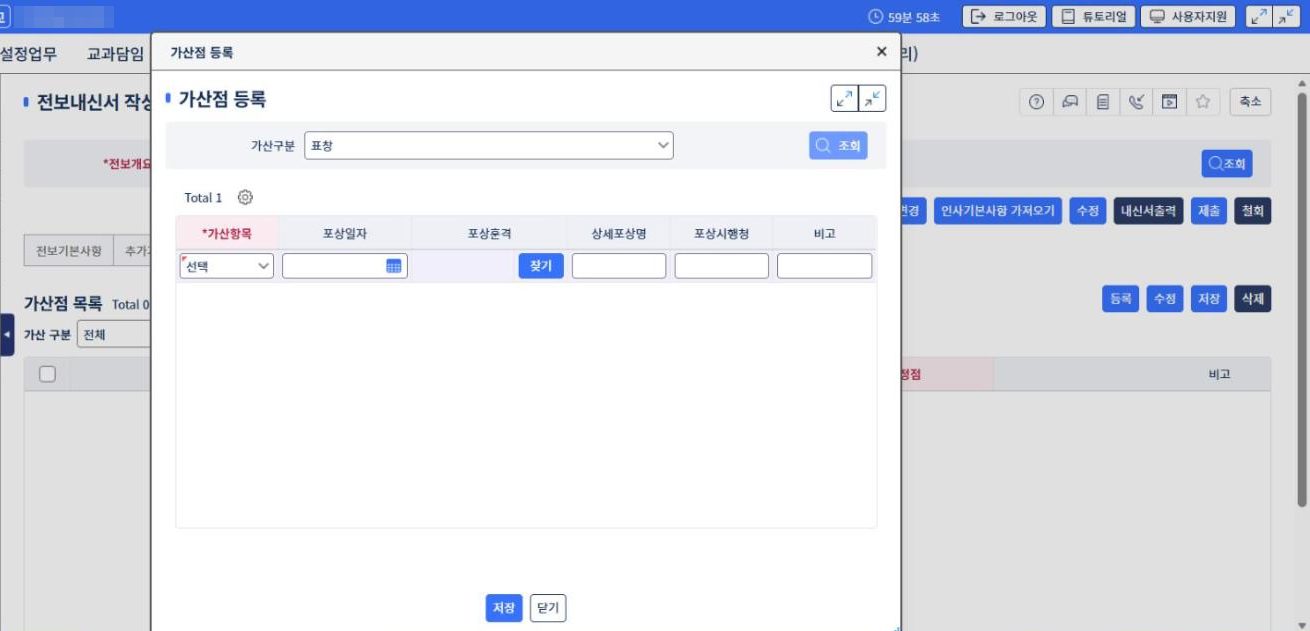 59분 58초 로그아웃 튜토리얼 사용자지원
설정업무 교과담임
리)
가산점 등록
전보내신서 작성
가산점 등록
축소
*전보개요
가산구분 표창 조회
조회
Total 1
변경 인사기본사항 가져오기 수정 내신서출력 제출 철회
*가산항목 포상일자 포상훈격 상세포상명 포상시행청 비고
전보기본사항 추가
선택 찾기
가산점 목록 Total 0
등록 수정 저장 삭제
가산 구분 전체
정점 비고
저장 닫기